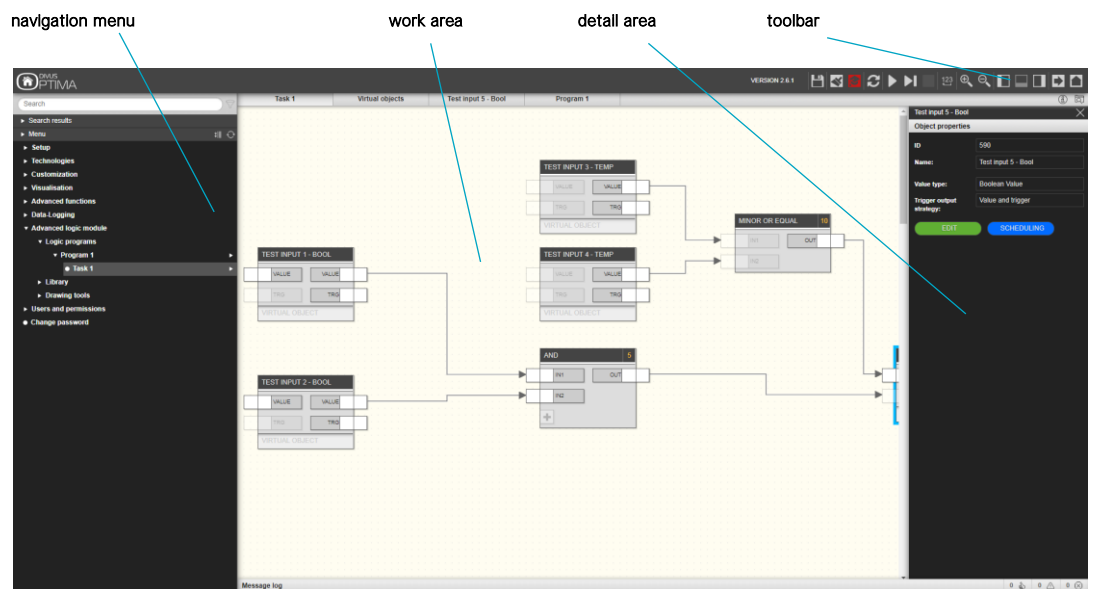 navigation menu
work area
detail area
toolbar
DIVUS
OPTIMA
VERSION 2.6.1
123
Search
Task 1
Virtual objects
Test input 5 - Bool
Program 1
Search results
Menu
Setup
Technologies
Customization
Visualisation
Advanced functions
Data-Logging
Advanced logic module
Logic programs
Program 1
Task 1
Library
Drawing tools
Users and permissions
Change password
TEST INPUT 1 - BOOL
VALUE VALUE
TRG TRG
VIRTUAL OBJECT
TEST INPUT 2 - BOOL
VALUE VALUE
TRG TRG
VIRTUAL OBJECT
TEST INPUT 3 - TEMP
VALUE VALUE
TRG TRG
VIRTUAL OBJECT
TEST INPUT 4 - TEMP
VALUE VALUE
TRG TRG
VIRTUAL OBJECT
AND 5
IN1 OUT
IN2
MINOR OR EQUAL 10
IN1 OUT
IN2
Test input 5 - Bool
Object properties
ID 590
Name: Test input 5 - Bool
Value type: Boolean Value
Trigger output Value and trigger
strategy:
EDIT SCHEDULING
Message log
0 0 0